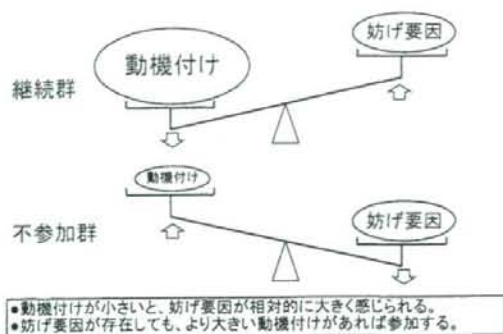 動機付け
妨げ要因
継続群
動機付け
妨げ要因
不参加群
●動機付けが小さいと、妨げ要因が相対的に大きく感じられる。
●妨げ要因が存在しても、より大きい動機付けがあれば参加する。